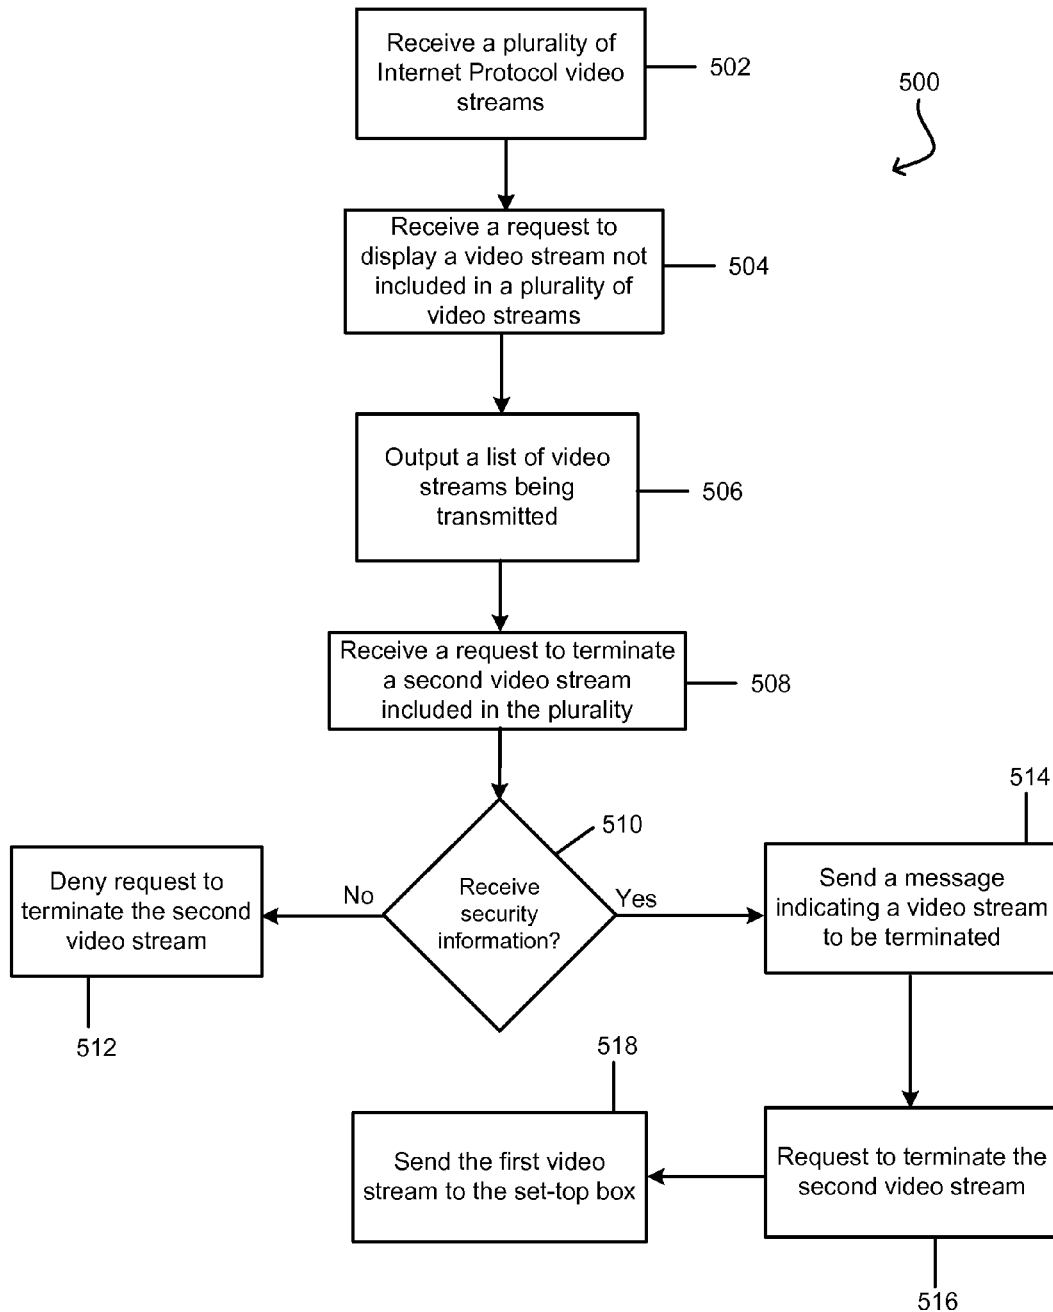 Receive a plurality of
Internet Protocol video
streams
502
500
Receive a request to
display a video stream not
included in a plurality of
video streams
504
Output a list of video
streams being
transmitted
506
Receive a request to terminate
a second video stream
included in the plurality
508
510
Receive
security
information?
No
Yes
Deny request to
terminate the second
video stream
512
514
Send a message
indicating a video stream
to be terminated
Request to terminate the
second video stream
516
518
Send the first video
stream to the set-top box